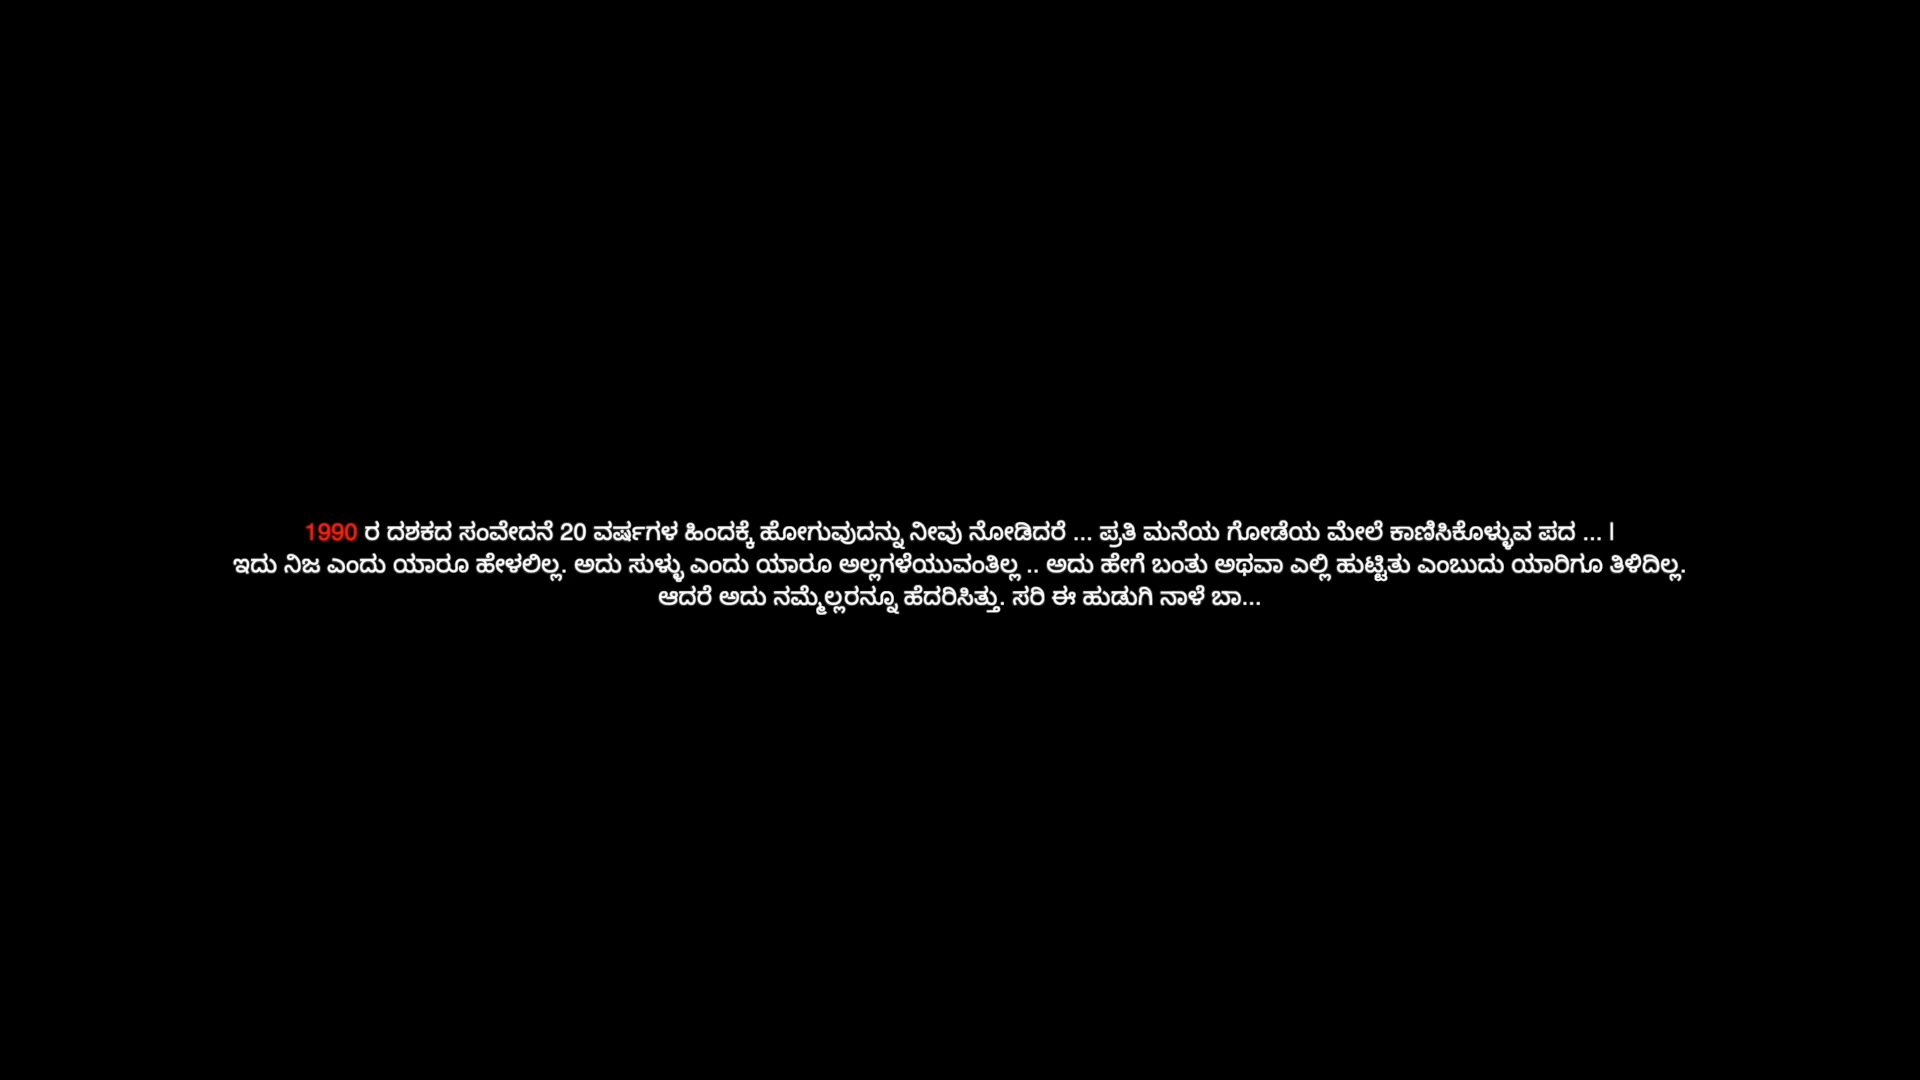 1990 ರ ದಶಕದ ಸಂವೇದನೆ 20 ವರ್ಷಗಳ ಹಿಂದಕ್ಕೆ ಹೋಗುವುದನ್ನು ನೀವು ನೋಡಿದರೆ ... ಪ್ರತಿ ಮನೆಯ ಗೋಡೆಯ ಮೇಲೆ ಕಾಣಿಸಿಕೊಳ್ಳುವ ಪದ ... |
ಇದು ನಿಜ ಎಂದು ಯಾರೂ ಹೇಳಲಿಲ್ಲ. ಅದು ಸುಳ್ಳು ಎಂದು ಯಾರೂ ಅಲ್ಲಗಳೆಯುವಂತಿಲ್ಲ .. ಅದು ಹೇಗೆ ಬಂತು ಅಥವಾ ಎಲ್ಲಿ ಹುಟ್ಟಿತು ಎಂಬುದು ಯಾರಿಗೂ ತಿಳಿದಿಲ್ಲ.
ಆದರೆ ಅದು ನಮ್ಮೆಲ್ಲರನ್ನೂ ಹೆದರಿಸಿತ್ತು. ಸರಿ ಈ ಹುಡುಗಿ ನಾಳೆ ಬಾ...